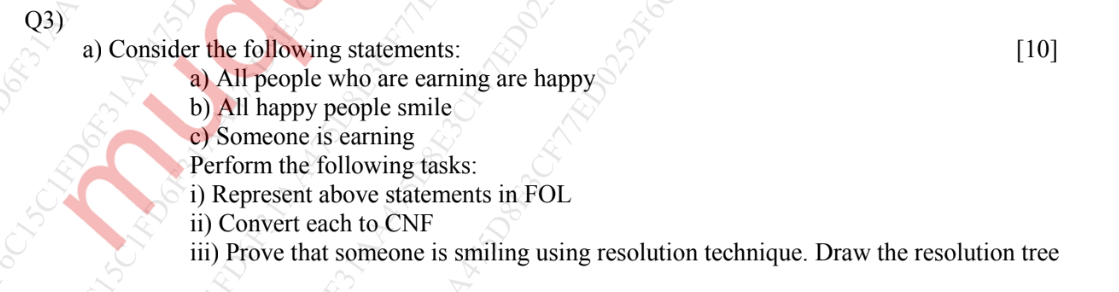 Q3)
a) Consider the following statements: [10]
a) All people who are earning are happy
b) All happy people smile
c) Someone is earning
Perform the following tasks:
i) Represent above statements in FOL
ii) Convert each to CNF
iii) Prove that someone is smiling using resolution technique. Draw the resolution tree